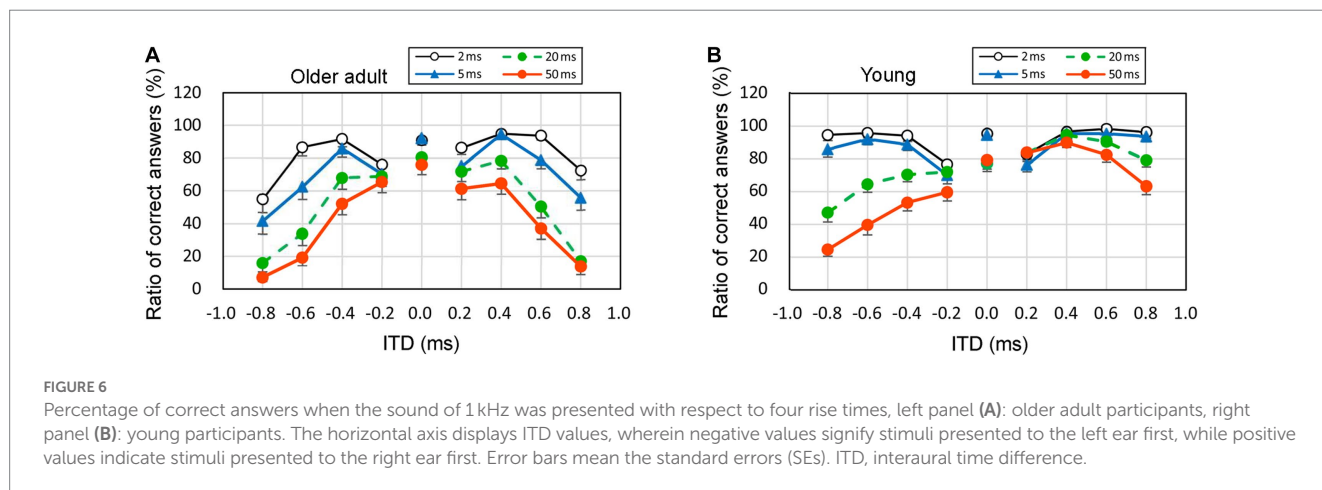 A
2ms
20ms
5ms
50ms
Older adult
Ratio of correct answers (%)
120
100
80
60
40
20
0
-1.0 -0.8 -0.6 -0.4 -0.2 0.0 0.2 0.4 0.6 0.8 1.0
ITD (ms)
B
2ms
20ms
5ms
50ms
Young
Ratio of correct answers (%)
120
100
80
60
40
20
0
-1.0 -0.8 -0.6 -0.4 -0.2 0.0 0.2 0.4 0.6 0.8 1.0
ITD (ms)
FIGURE 6
Percentage of correct answers when the sound of 1 kHz was presented with respect to four rise times, left panel (A): older adult participants, right
panel (B): young participants. The horizontal axis displays ITD values, wherein negative values signify stimuli presented to the left ear first, while positive
values indicate stimuli presented to the right ear first. Error bars mean the standard errors (SEs). ITD, interaural time difference.